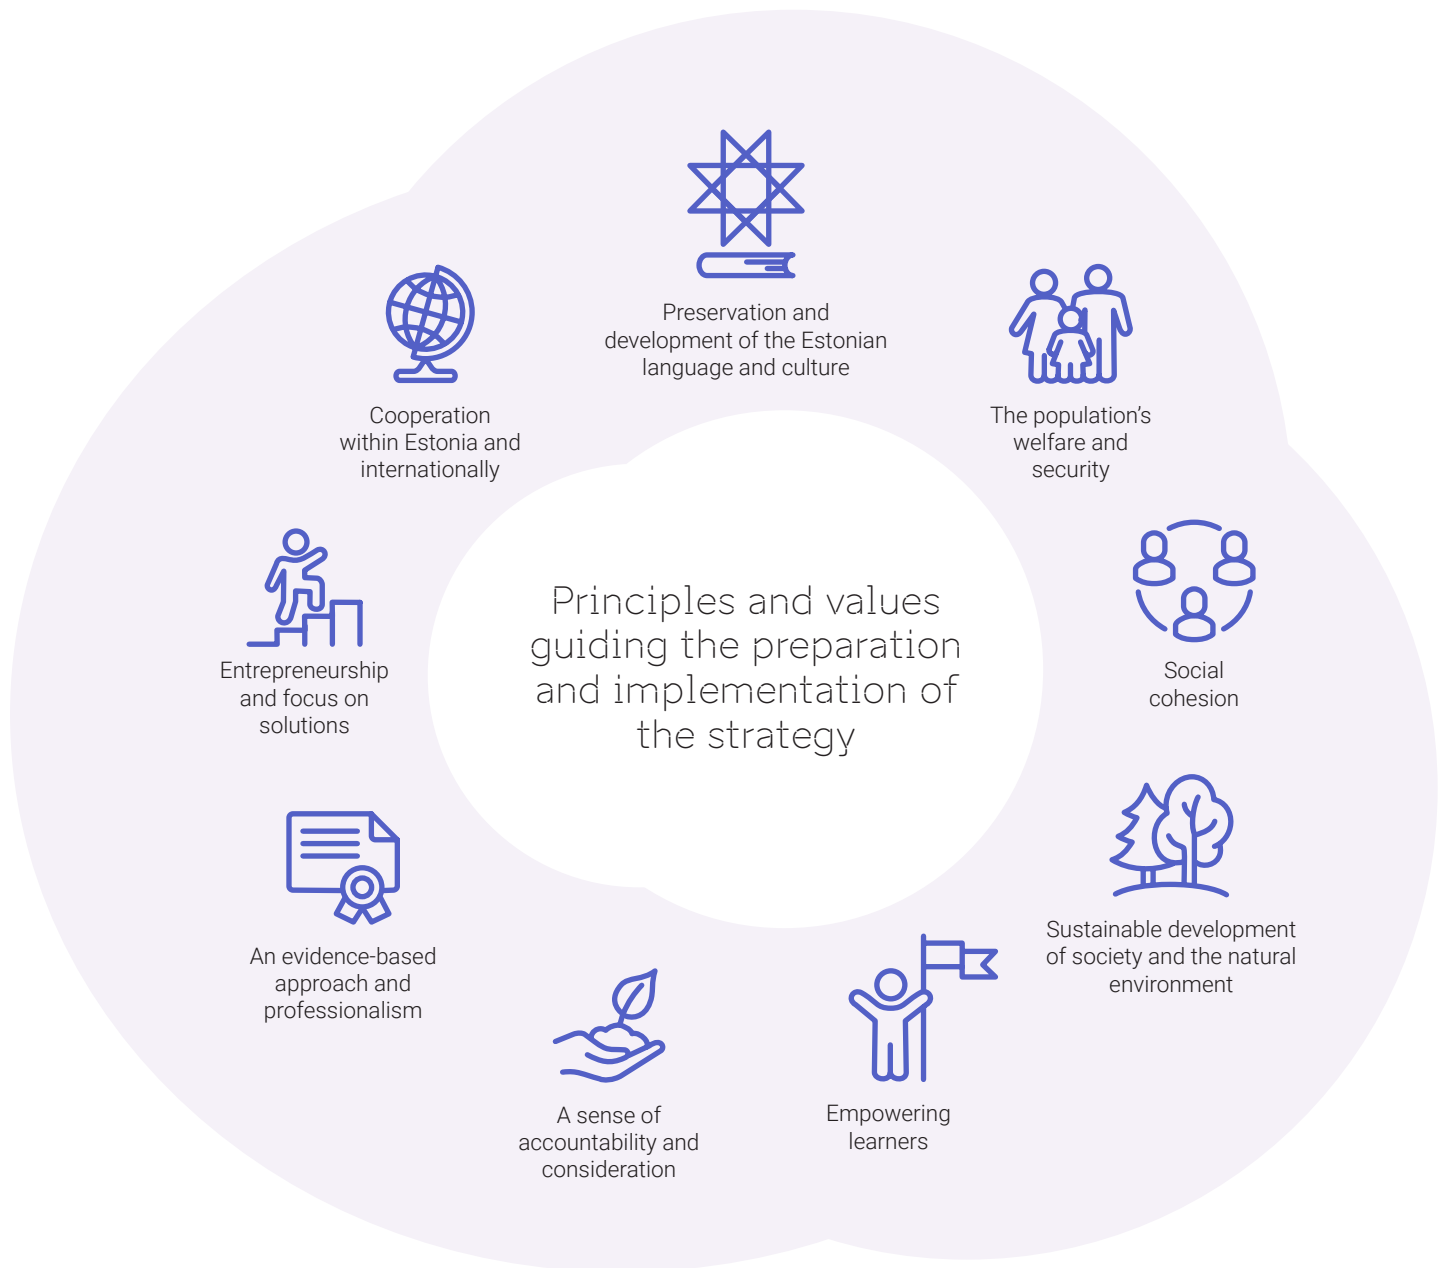 Preservation and
development of the Estonian
language and culture
The population’s
welfare and
security
Social
cohesion
Sustainable development
of society and the natural
environment
Empowering
learners
A sense of
accountability and
consideration
An evidence-based
approach and
professionalism
Entrepreneurship
and focus on
solutions
Cooperation
within Estonia and
internationally
Principles and values
guiding the preparation
and implementation of
the strategy